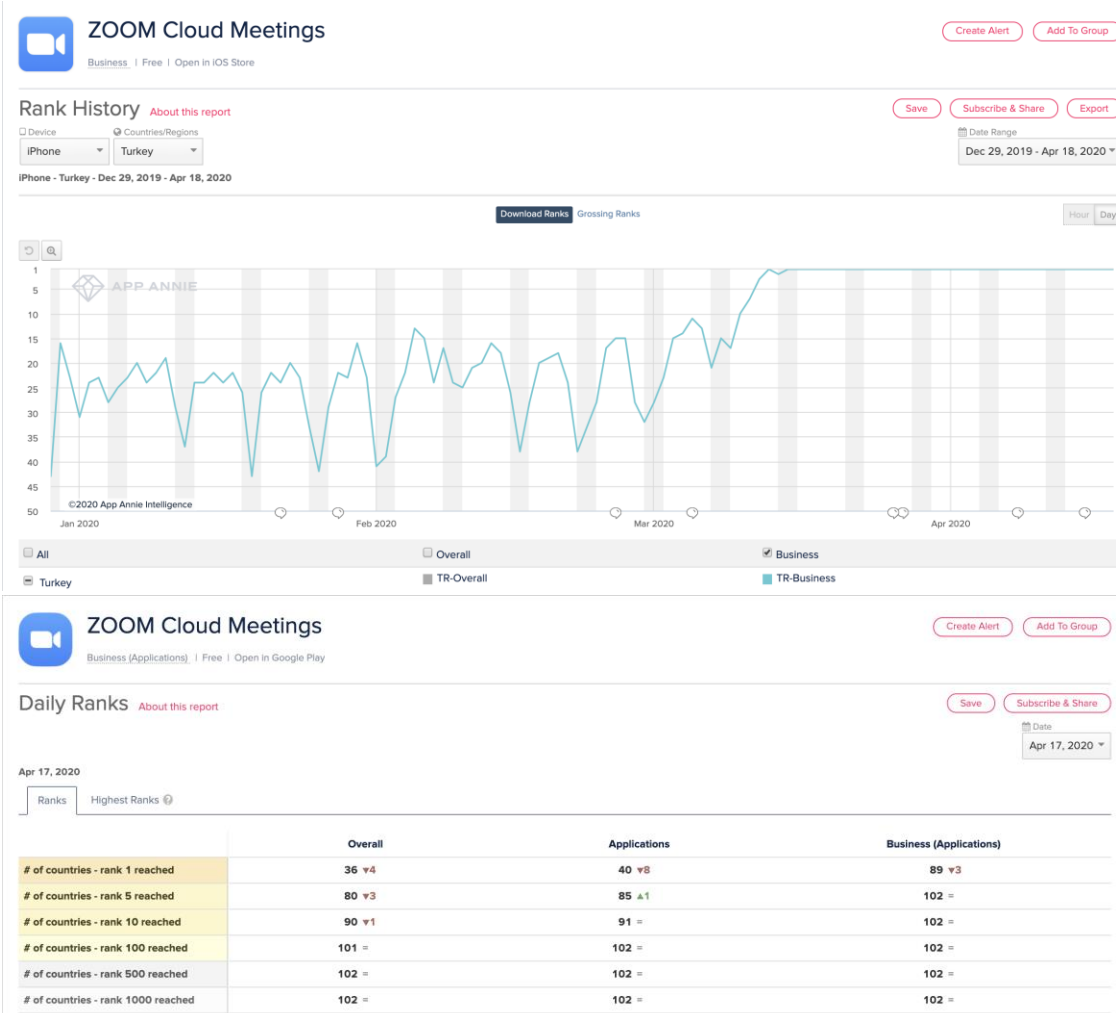 ZOOM Cloud Meetings
Create Alert Add To Group
Business | Free | Open in iOS Store
Rank History About this report
Save Subscribe & Share Export
Device Countries/Regions Date Range
iPhone Turkey Dec 29, 2019 - Apr 18, 2020
iPhone - Turkey - Dec 29, 2019 - Apr 18, 2020
Download Ranks Grossing Ranks Hour Day
1
APP ANNIE
5
10
15
20
25
30
35
40
45
©2020 App Annie Intelligence
50
Jan 2020 Feb 2020 Mar 2020 Apr 2020
All Overall Business
Turkey TR-Overall TR-Business
ZOOM Cloud Meetings
Create Alert Add To Group
Business (Applications) | Free | Open in Google Play
Daily Ranks About this report
Save Subscribe & Share
Date
Apr 17, 2020
Apr 17, 2020
Ranks Highest Ranks ?
Overall Applications Business (Applications)
# of countries - rank 1 reached 36 ▼4 40 ▼8 89 ▼3
# of countries - rank 5 reached 80 ▼3 85 ▲1 102 =
# of countries - rank 10 reached 90 ▼1 91 = 102 =
# of countries - rank 100 reached 101 = 102 = 102 =
# of countries - rank 500 reached 102 = 102 = 102 =
# of countries - rank 1000 reached 102 = 102 = 102 =